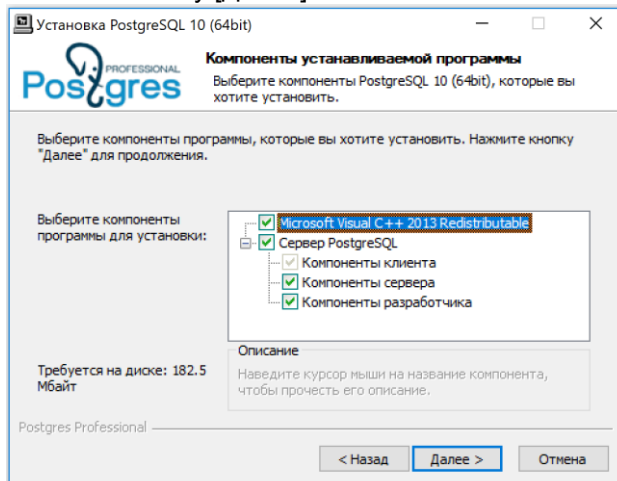 Установка PostgreSQL 10 (64bit)
PROFESSIONAL
Postgres
Компоненты устанавливаемой программы
Выберите компоненты PostgreSQL 10 (64bit), которые вы
хотите установить.
Выберите компоненты программы, которые вы хотите установить. Нажмите кнопку
"Далее" для продолжения.
Выберите компоненты
программы для установки:
Microsoft Visual C++ 2013 Redistributable
Сервер PostgreSQL
Компоненты клиента
Компоненты сервера
Компоненты разработчика
Требуется на диске: 182.5
Мбайт
Описание
Наведите курсор мыши на название компонента,
чтобы прочесть его описание.
Postgres Professional
< Назад
Далее >
Отмена